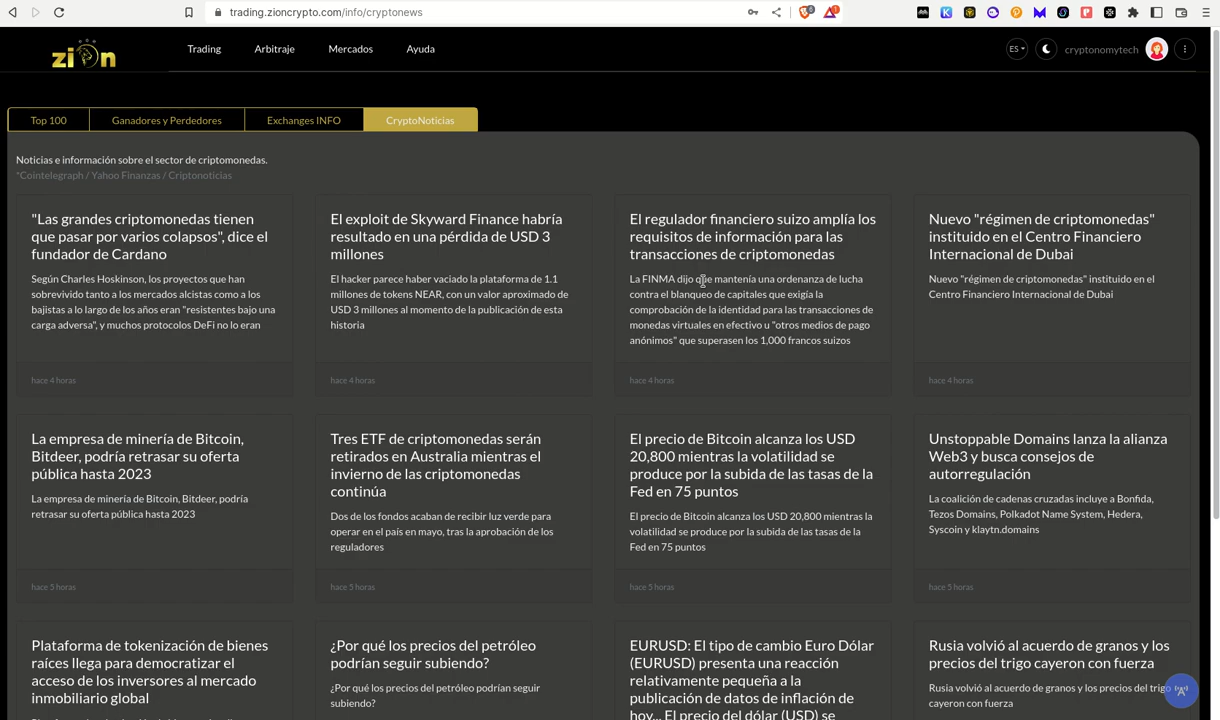 trading.zioncrypto.com/info/cryptonews
zion
Trading
Arbitraje
Mercados
Ayuda
ES
cryptonomytech
Top 100
Ganadores y Perdedores
Exchanges INFO
CryptoNoticias
Noticias e información sobre el sector de criptomonedas.
*Cointelegraph / Yahoo Finanzas / Criptonoticias
"Las grandes criptomonedas tienen
que pasar por varios colapsos", dice el
fundador de Cardano
Según Charles Hoskinson, los proyectos que han
sobrevivido tanto a los mercados alcistas como a los
bajistas a lo largo de los años eran "resistentes bajo una
carga adversa", y muchos protocolos DeFi no lo eran
hace 4 horas
El exploit de Skyward Finance habría
resultado en una pérdida de USD 3
millones
El hacker parece haber vaciado la plataforma de 1.1
millones de tokens NEAR, con un valor aproximado de
USD 3 millones al momento de la publicación de esta
historia
hace 4 horas
El regulador financiero suizo amplía los
requisitos de información para las
transacciones de criptomonedas
La FINMA dijo que mantenía una ordenanza de lucha
contra el blanqueo de capitales que exigía la
comprobación de la identidad para las transacciones de
monedas virtuales en efectivo u "otros medios de pago
anónimos" que superasen los 1,000 francos suizos
hace 4 horas
Nuevo "régimen de criptomonedas"
instituido en el Centro Financiero
Internacional de Dubai
Nuevo "régimen de criptomonedas" instituido en el
Centro Financiero Internacional de Dubai
hace 4 horas
La empresa de minería de Bitcoin,
Bitdeer, podría retrasar su oferta
pública hasta 2023
La empresa de minería de Bitcoin, Bitdeer, podría
retrasar su oferta pública hasta 2023
hace 5 horas
Tres ETF de criptomonedas serán
retirados en Australia mientras el
invierno de las criptomonedas
continúa
Dos de los fondos acaban de recibir luz verde para
operar en el país en mayo, tras la aprobación de los
reguladores
hace 5 horas
El precio de Bitcoin alcanza los USD
20,800 mientras la volatilidad se
produce por la subida de las tasas de la
Fed en 75 puntos
El precio de Bitcoin alcanza los USD 20,800 mientras la
volatilidad se produce por la subida de las tasas de la
Fed en 75 puntos
hace 5 horas
Unstoppable Domains lanza la alianza
Web3 y busca consejos de
autorregulación
La coalición de cadenas cruzadas incluye a Bonfida,
Tezos Domains, Polkadot Name System, Hedera,
Syscoin y klaytn.domains
hace 5 horas
Plataforma de tokenización de bienes
raíces llega para democratizar el
acceso de los inversores al mercado
inmobiliario global
¿Por qué los precios del petróleo
podrían seguir subiendo?
¿Por qué los precios del petróleo podrían seguir
subiendo?
EURUSD: El tipo de cambio Euro Dólar
(EURUSD) presenta una reacción
relativamente pequeña a la
publicación de datos de inflación de
hoy... El precio del dólar (USD) se
Rusia volvió al acuerdo de granos y los
precios del trigo cayeron con fuerza
Rusia volvió al acuerdo de granos y los precios del trigo
cayeron con fuerza